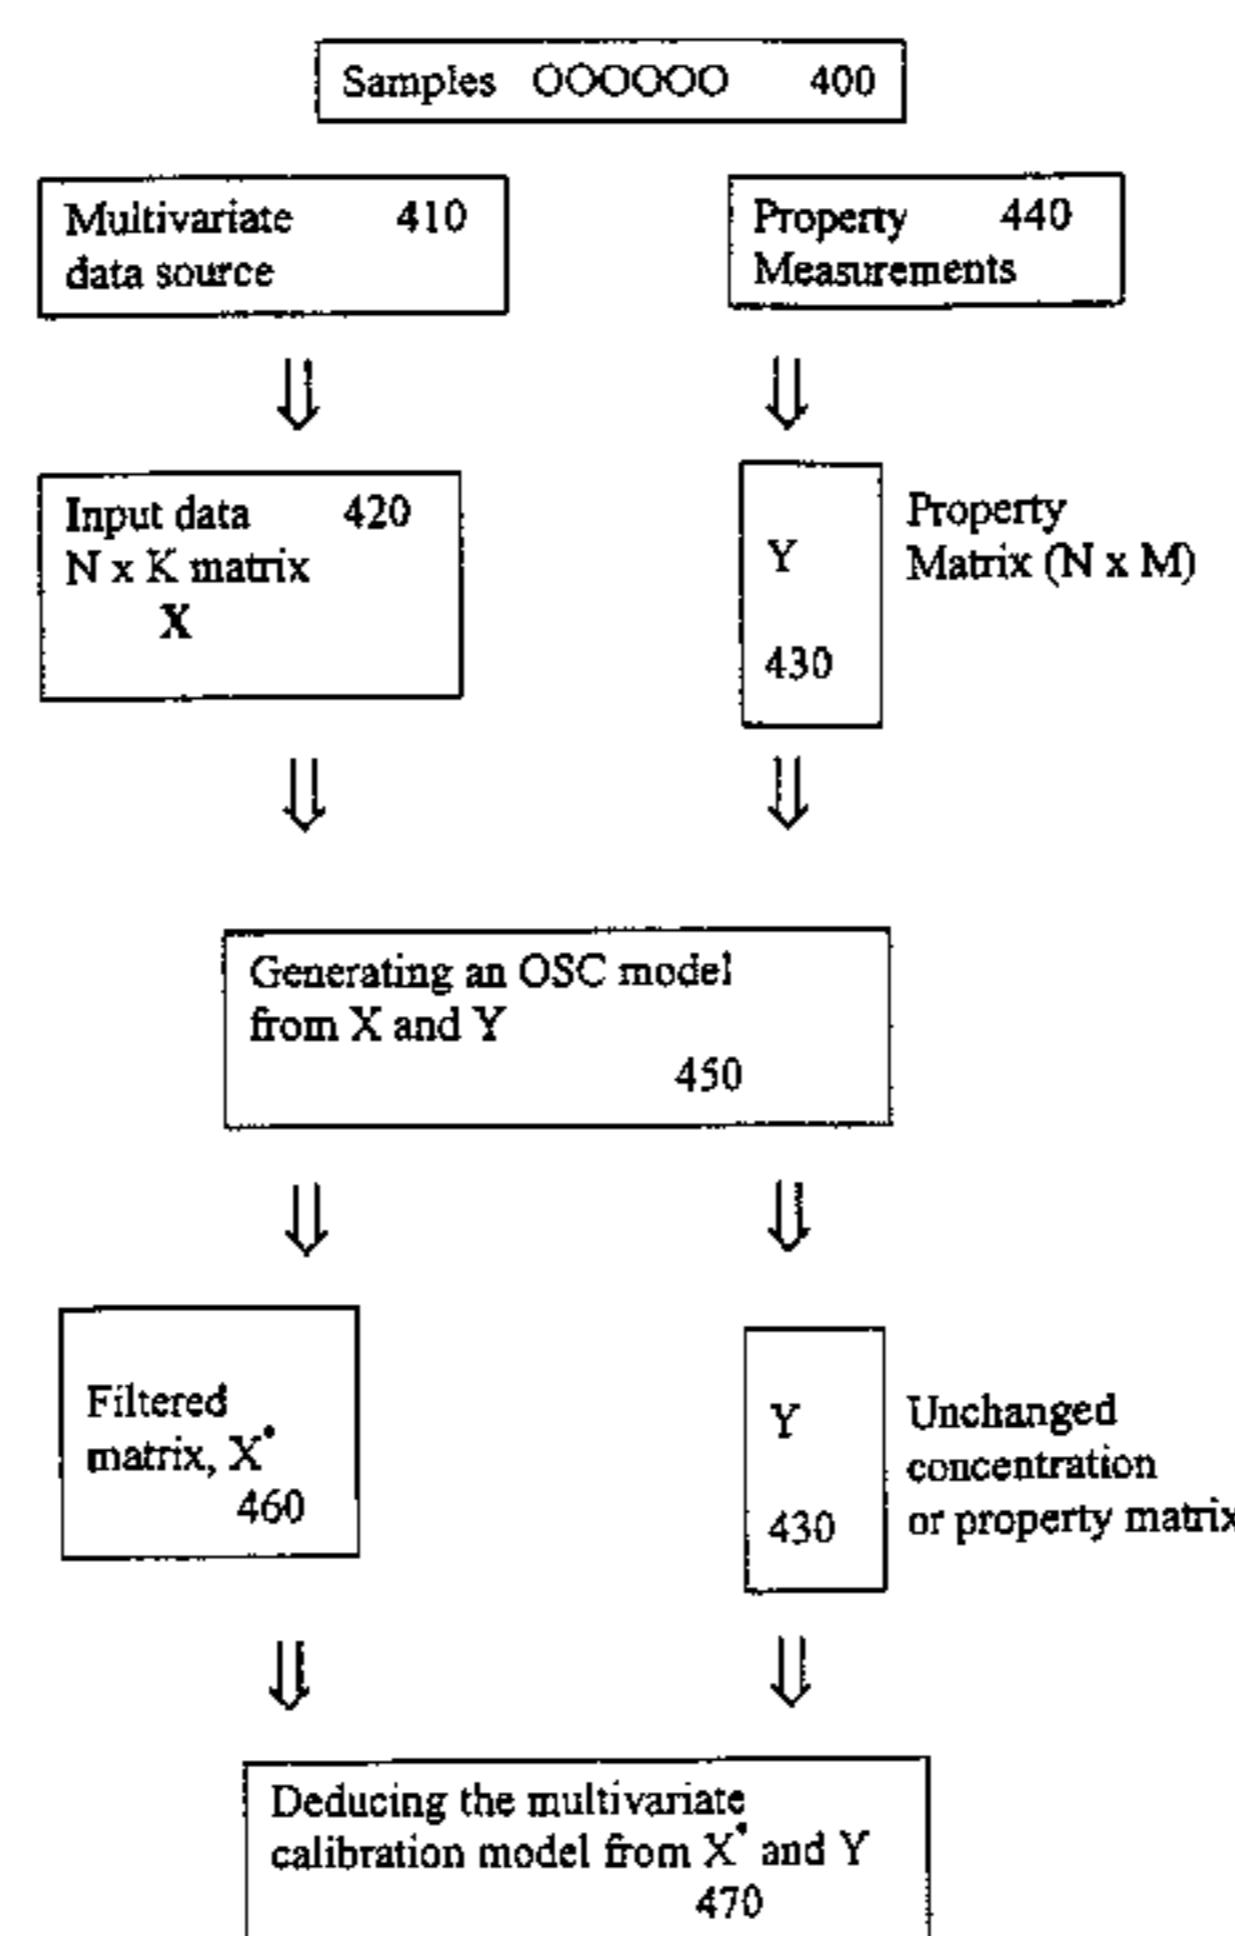 Samples OOOOOO 400
Multivariate 410
data source
Property 440
Measurements
Input data 420
N x K matrix
X
Y
430
Property
Matrix (N x M)
Generating an OSC model
from X and Y
450
Filtered
matrix, X*
460
Y
430
Unchanged
concentration
or property matrix
Deducing the multivariate
calibration model from X* and Y
470